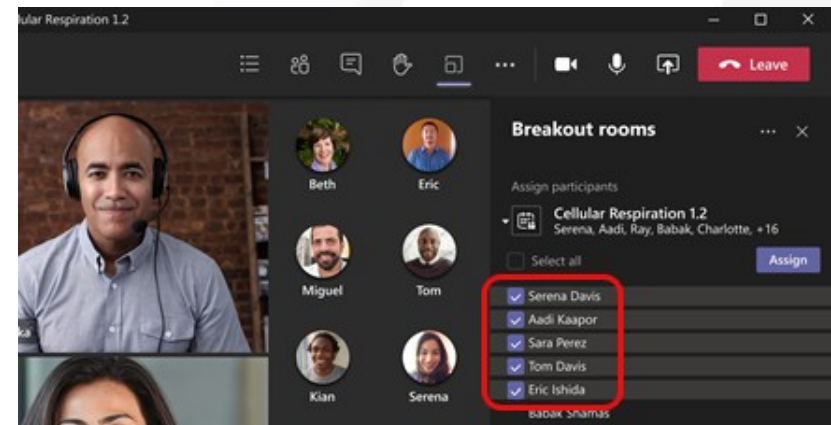 lular Respiration 1.2
Leave
Breakout rooms
Assign participants
Cellular Respiration 1.2
Serena, Aadi, Ray, Babak, Charlotte, +16
Select all
Assign
Serena Davis
Aadi Kaapor
Sara Perez
Tom Davis
Eric Ishida
Babak Shamas
Beth
Eric
Miguel
Tom
Kian
Serena